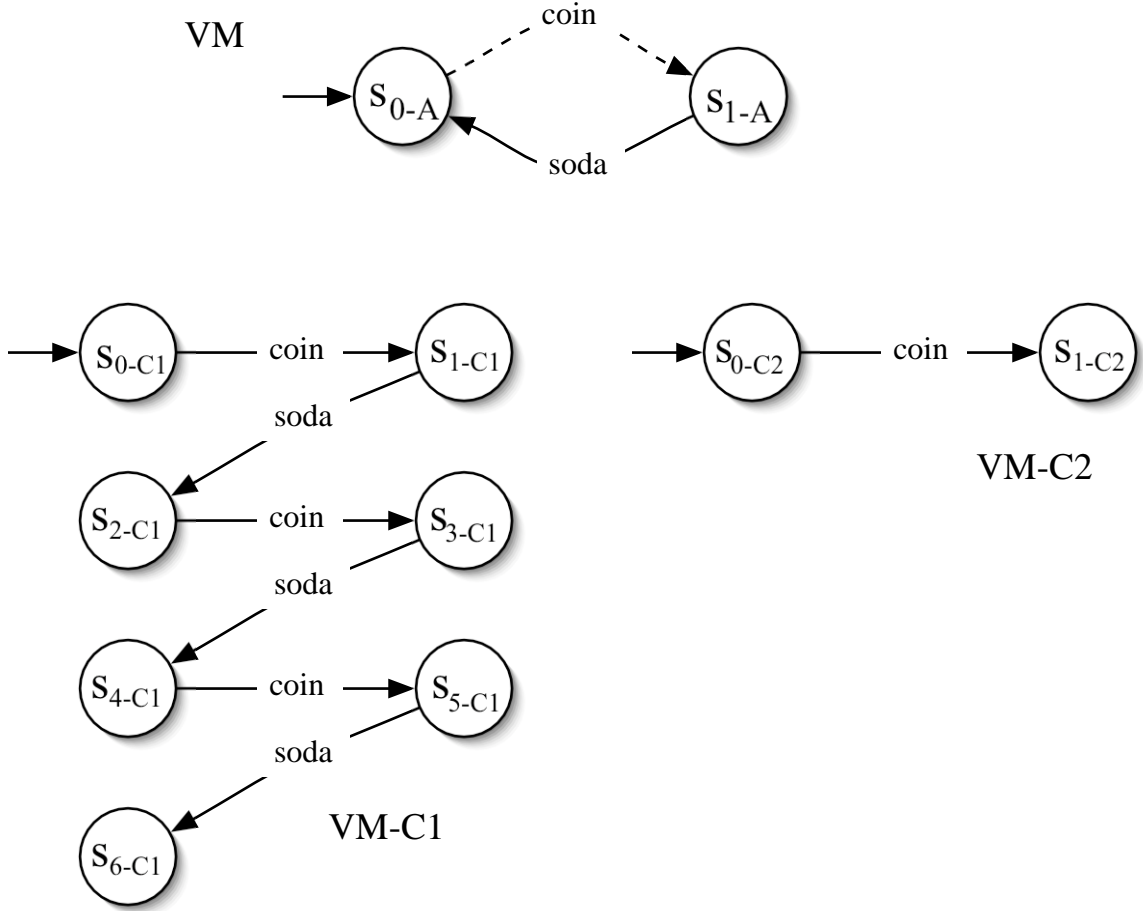 VM
coin
S0-A
S1-A
soda
S0-C1
coin
S1-C1
S0-C2
coin
S1-C2
soda
VM-C2
S2-C1
coin
S3-C1
soda
S4-C1
coin
S5-C1
soda
VM-C1
S6-C1